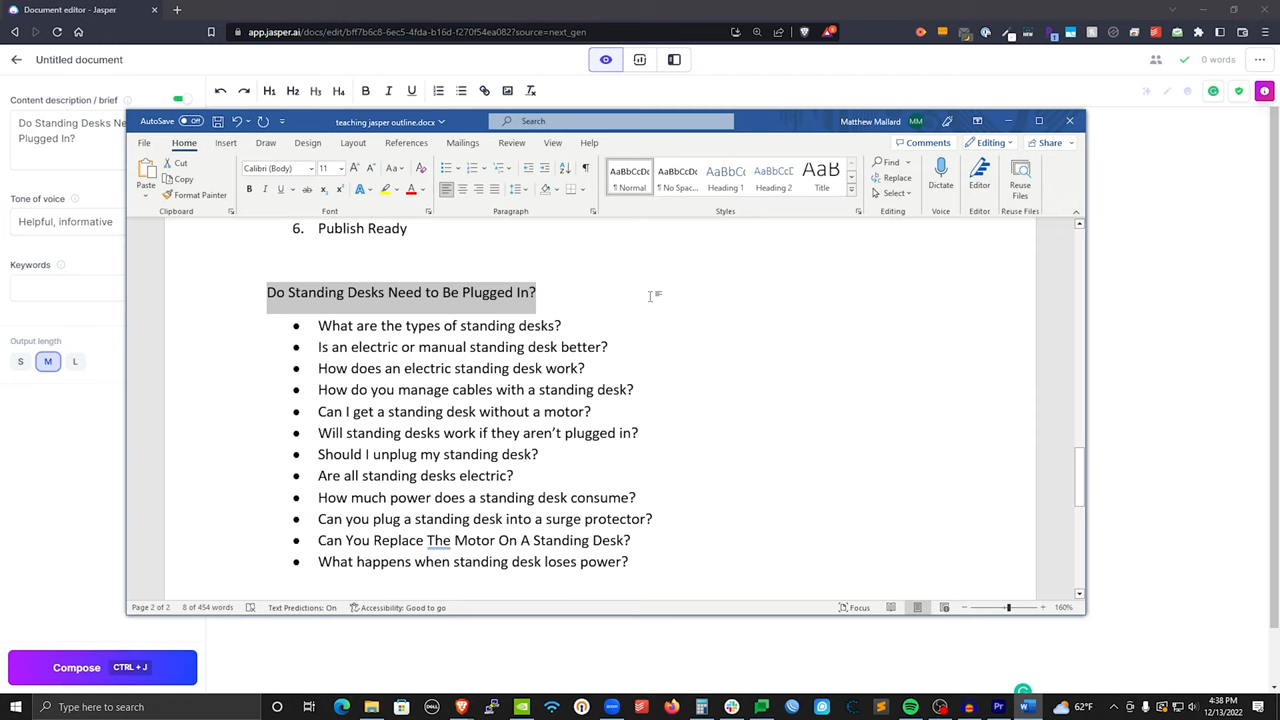 Document editor - Jasper
app.jasper.ai/docs/edit/bff7b6c8-6ec5-4fda-b16d-f270f54ea082?source=next_gen
Untitled document
0 words
Content description / brief
H1 H2 H3 H4 B I U
Do Standing Desks Ne
Plugged In?
Tone of voice
Helpful, informative
Keywords
Output length
S M L
Compose CTRL + J
AutoSave Off
teaching jasper outline.docx
Search
Matthew Mallard MM
File Home Insert Draw Design Layout References Mailings Review View Help
Comments Editing Share
Paste Cut Copy Format Painter
Calibri (Body) 11
AaBbCcDc AaBbCcDc AaBbCc AaBbCcD AaB
Normal No Spac... Heading 1 Heading 2 Title
Find Replace Select
Dictate Editor Reuse Files
Clipboard Font Paragraph Styles Editing Voice Editor Reuse Files
6. Publish Ready
Do Standing Desks Need to Be Plugged In?
• What are the types of standing desks?
• Is an electric or manual standing desk better?
• How does an electric standing desk work?
• How do you manage cables with a standing desk?
• Can I get a standing desk without a motor?
• Will standing desks work if they aren't plugged in?
• Should I unplug my standing desk?
• Are all standing desks electric?
• How much power does a standing desk consume?
• Can you plug a standing desk into a surge protector?
• Can You Replace The Motor On A Standing Desk?
• What happens when standing desk loses power?
Page 2 of 2 8 of 454 words Text Predictions: On Accessibility: Good to go Focus 160%
Type here to search
62°F
4:38 PM
12/13/2022